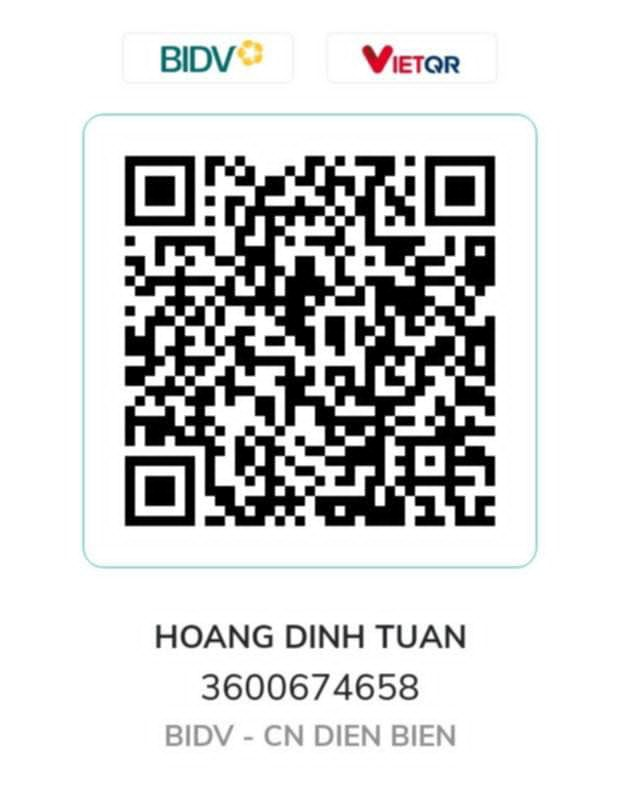 BIDV VIETQR
HOANG DINH TUAN
3600674658
BIDV - CN DIEN BIEN